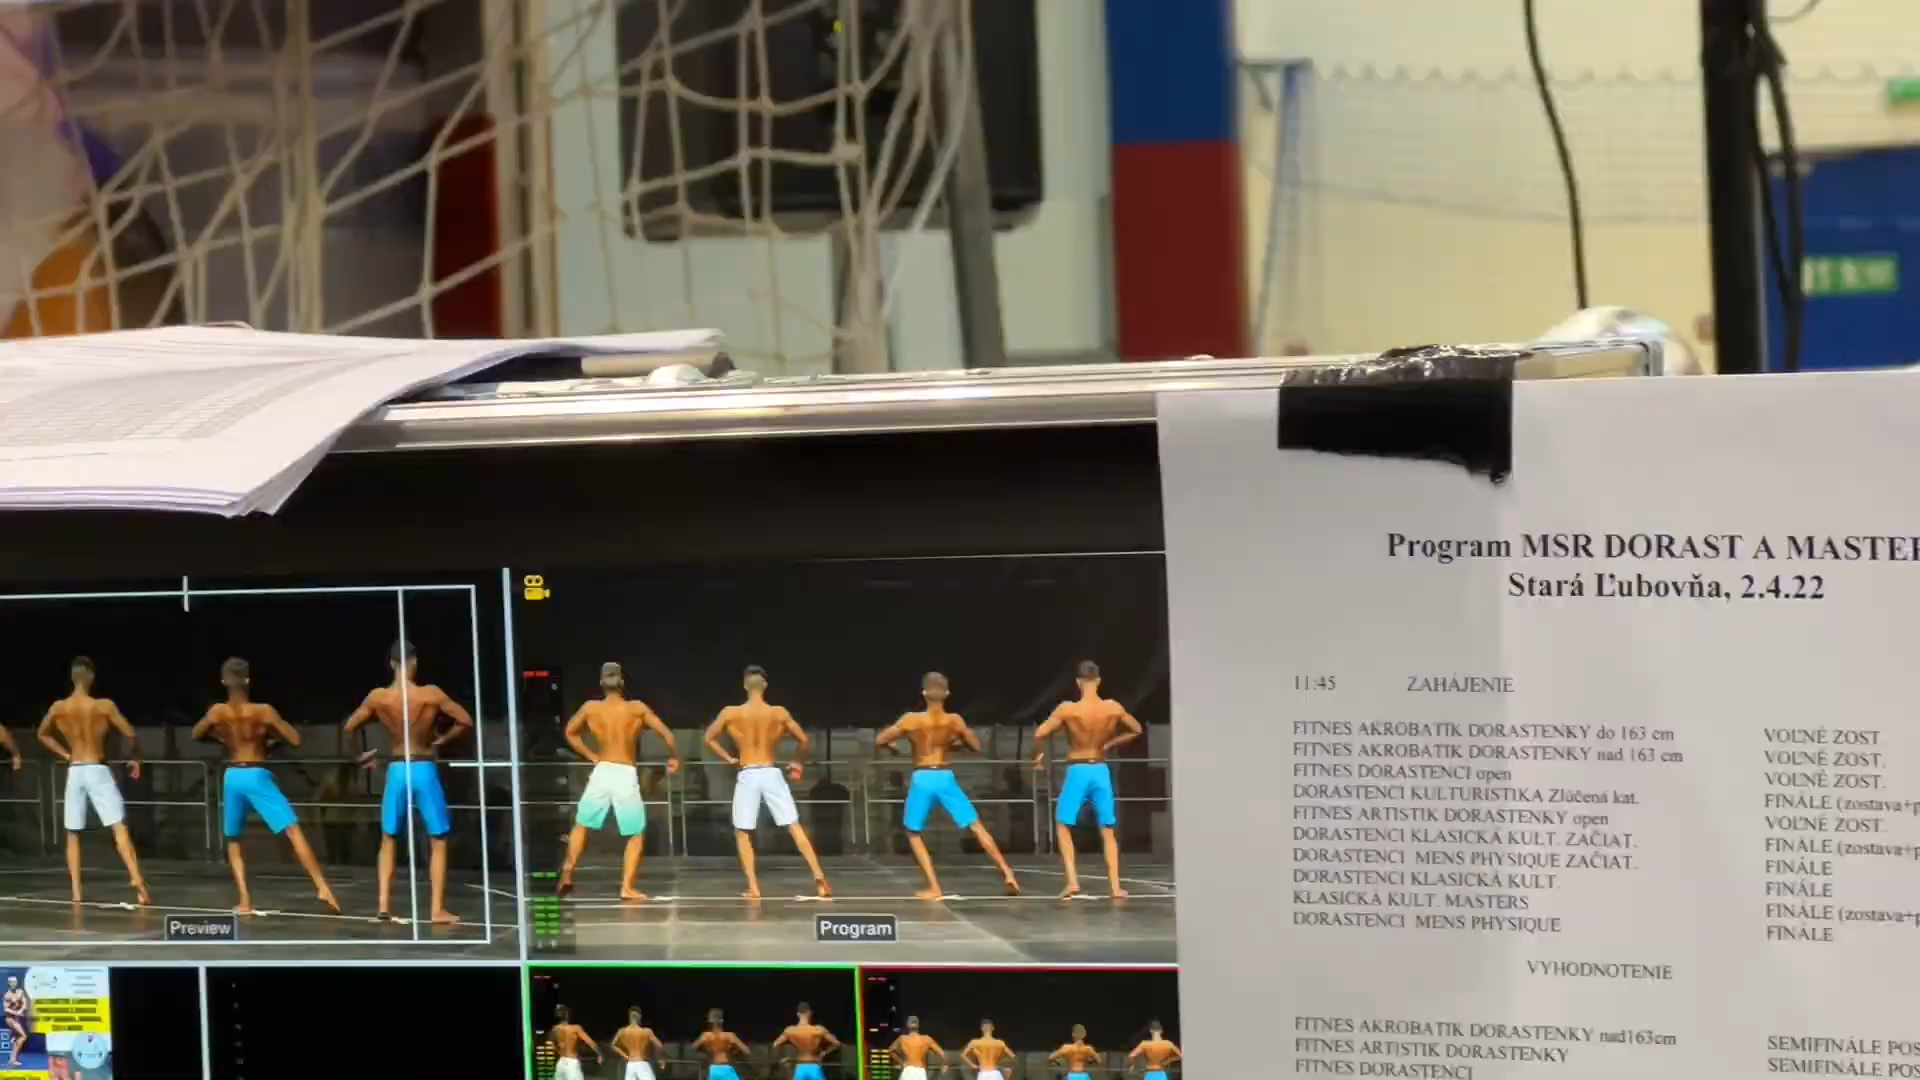 Program MSR DORAST A MASTE
Stará Ľubovňa, 2.4.22
11:45 ZAHÁJENIE
FITNES AKROBATIK DORASTENKY do 163 cm VOĽNÉ ZOST.
FITNES AKROBATIK DORASTENKY nad 163 cm VOĽNÉ ZOST.
FITNES DORASTENCI open VOĽNÉ ZOST.
DORASTENCI KULTURISTIKA Zlúčená kat. FINÁLE (zostava+p
FITNES ARTISTIK DORASTENKY open VOĽNÉ ZOST.
DORASTENCI KLASICKÁ KULT. ZAČIAT. FINÁLE (zostava+p
DORASTENCI MENS PHYSIQUE ZAČIAT. FINÁLE
DORASTENCI KLASICKÁ KULT. FINÁLE
KLASICKÁ KULT. MASTERS FINÁLE (zostava+p
DORASTENCI MENS PHYSIQUE FINÁLE
VYHODNOTENIE
FITNES AKROBATIK DORASTENKY nad163cm SEMIFINÁLE POS
FITNES ARTISTIK DORASTENKY SEMIFINÁLE POS
FITNES DORASTENCI
Preview
Program